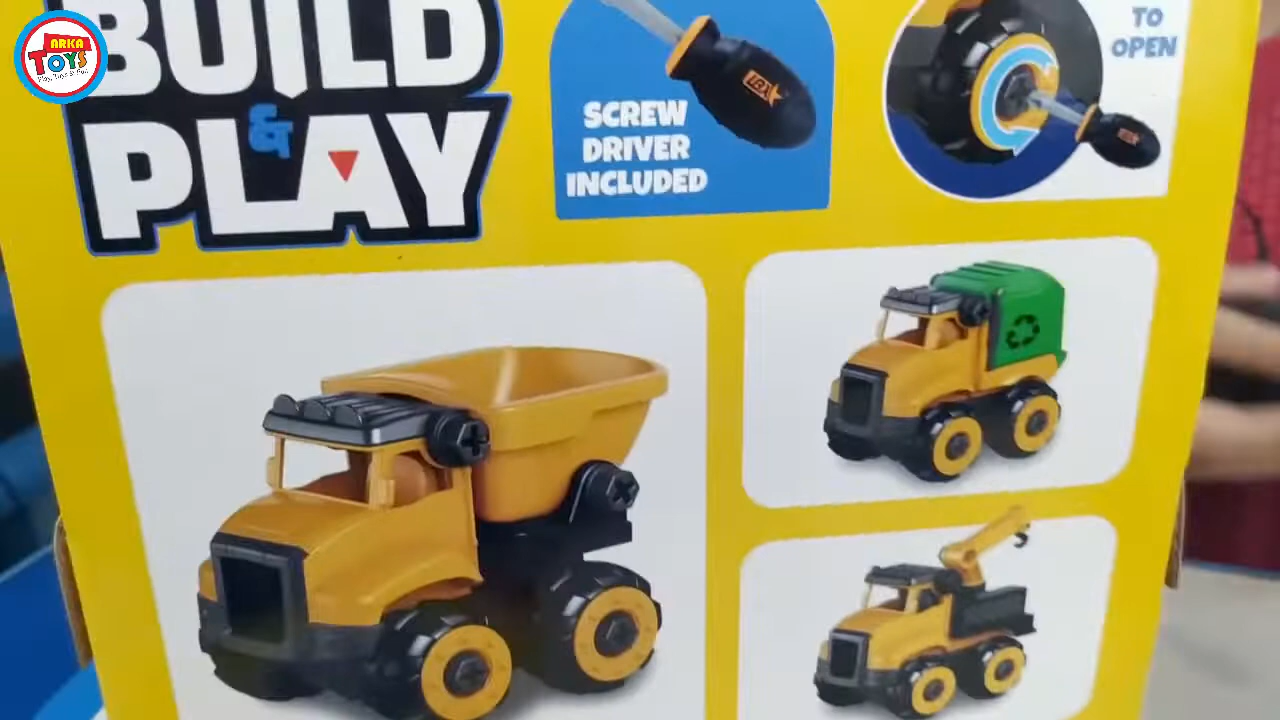 ARKA
TOYS
BUILD
&
PLAY
SCREW
DRIVER
INCLUDED
TO
OPEN